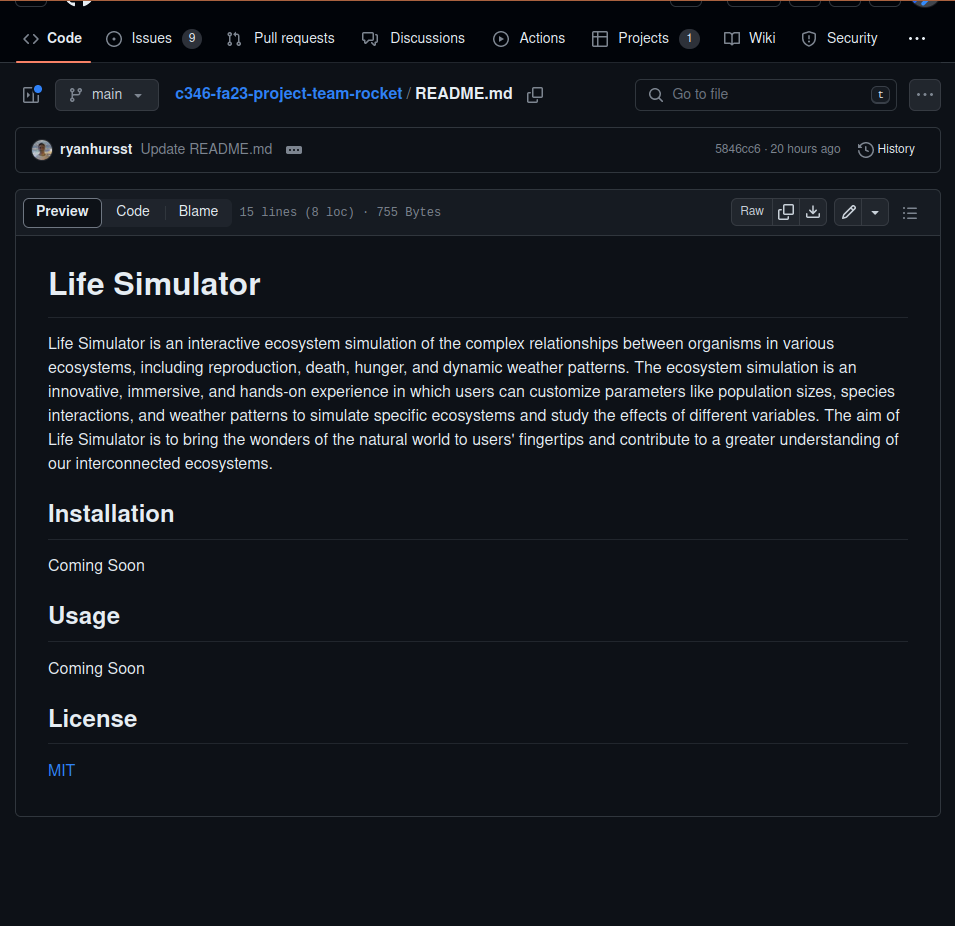 Code Issues 9 Pull requests Discussions Actions Projects 1 Wiki Security
main c346-fa23-project-team-rocket / README.md Go to file t
ryanhursst Update README.md 5846cc6 · 20 hours ago History
Preview Code Blame 15 lines (8 loc) · 755 Bytes Raw
Life Simulator
Life Simulator is an interactive ecosystem simulation of the complex relationships between organisms in various
ecosystems, including reproduction, death, hunger, and dynamic weather patterns. The ecosystem simulation is an
innovative, immersive, and hands-on experience in which users can customize parameters like population sizes, species
interactions, and weather patterns to simulate specific ecosystems and study the effects of different variables. The aim of
Life Simulator is to bring the wonders of the natural world to users' fingertips and contribute to a greater understanding of
our interconnected ecosystems.
Installation
Coming Soon
Usage
Coming Soon
License
MIT